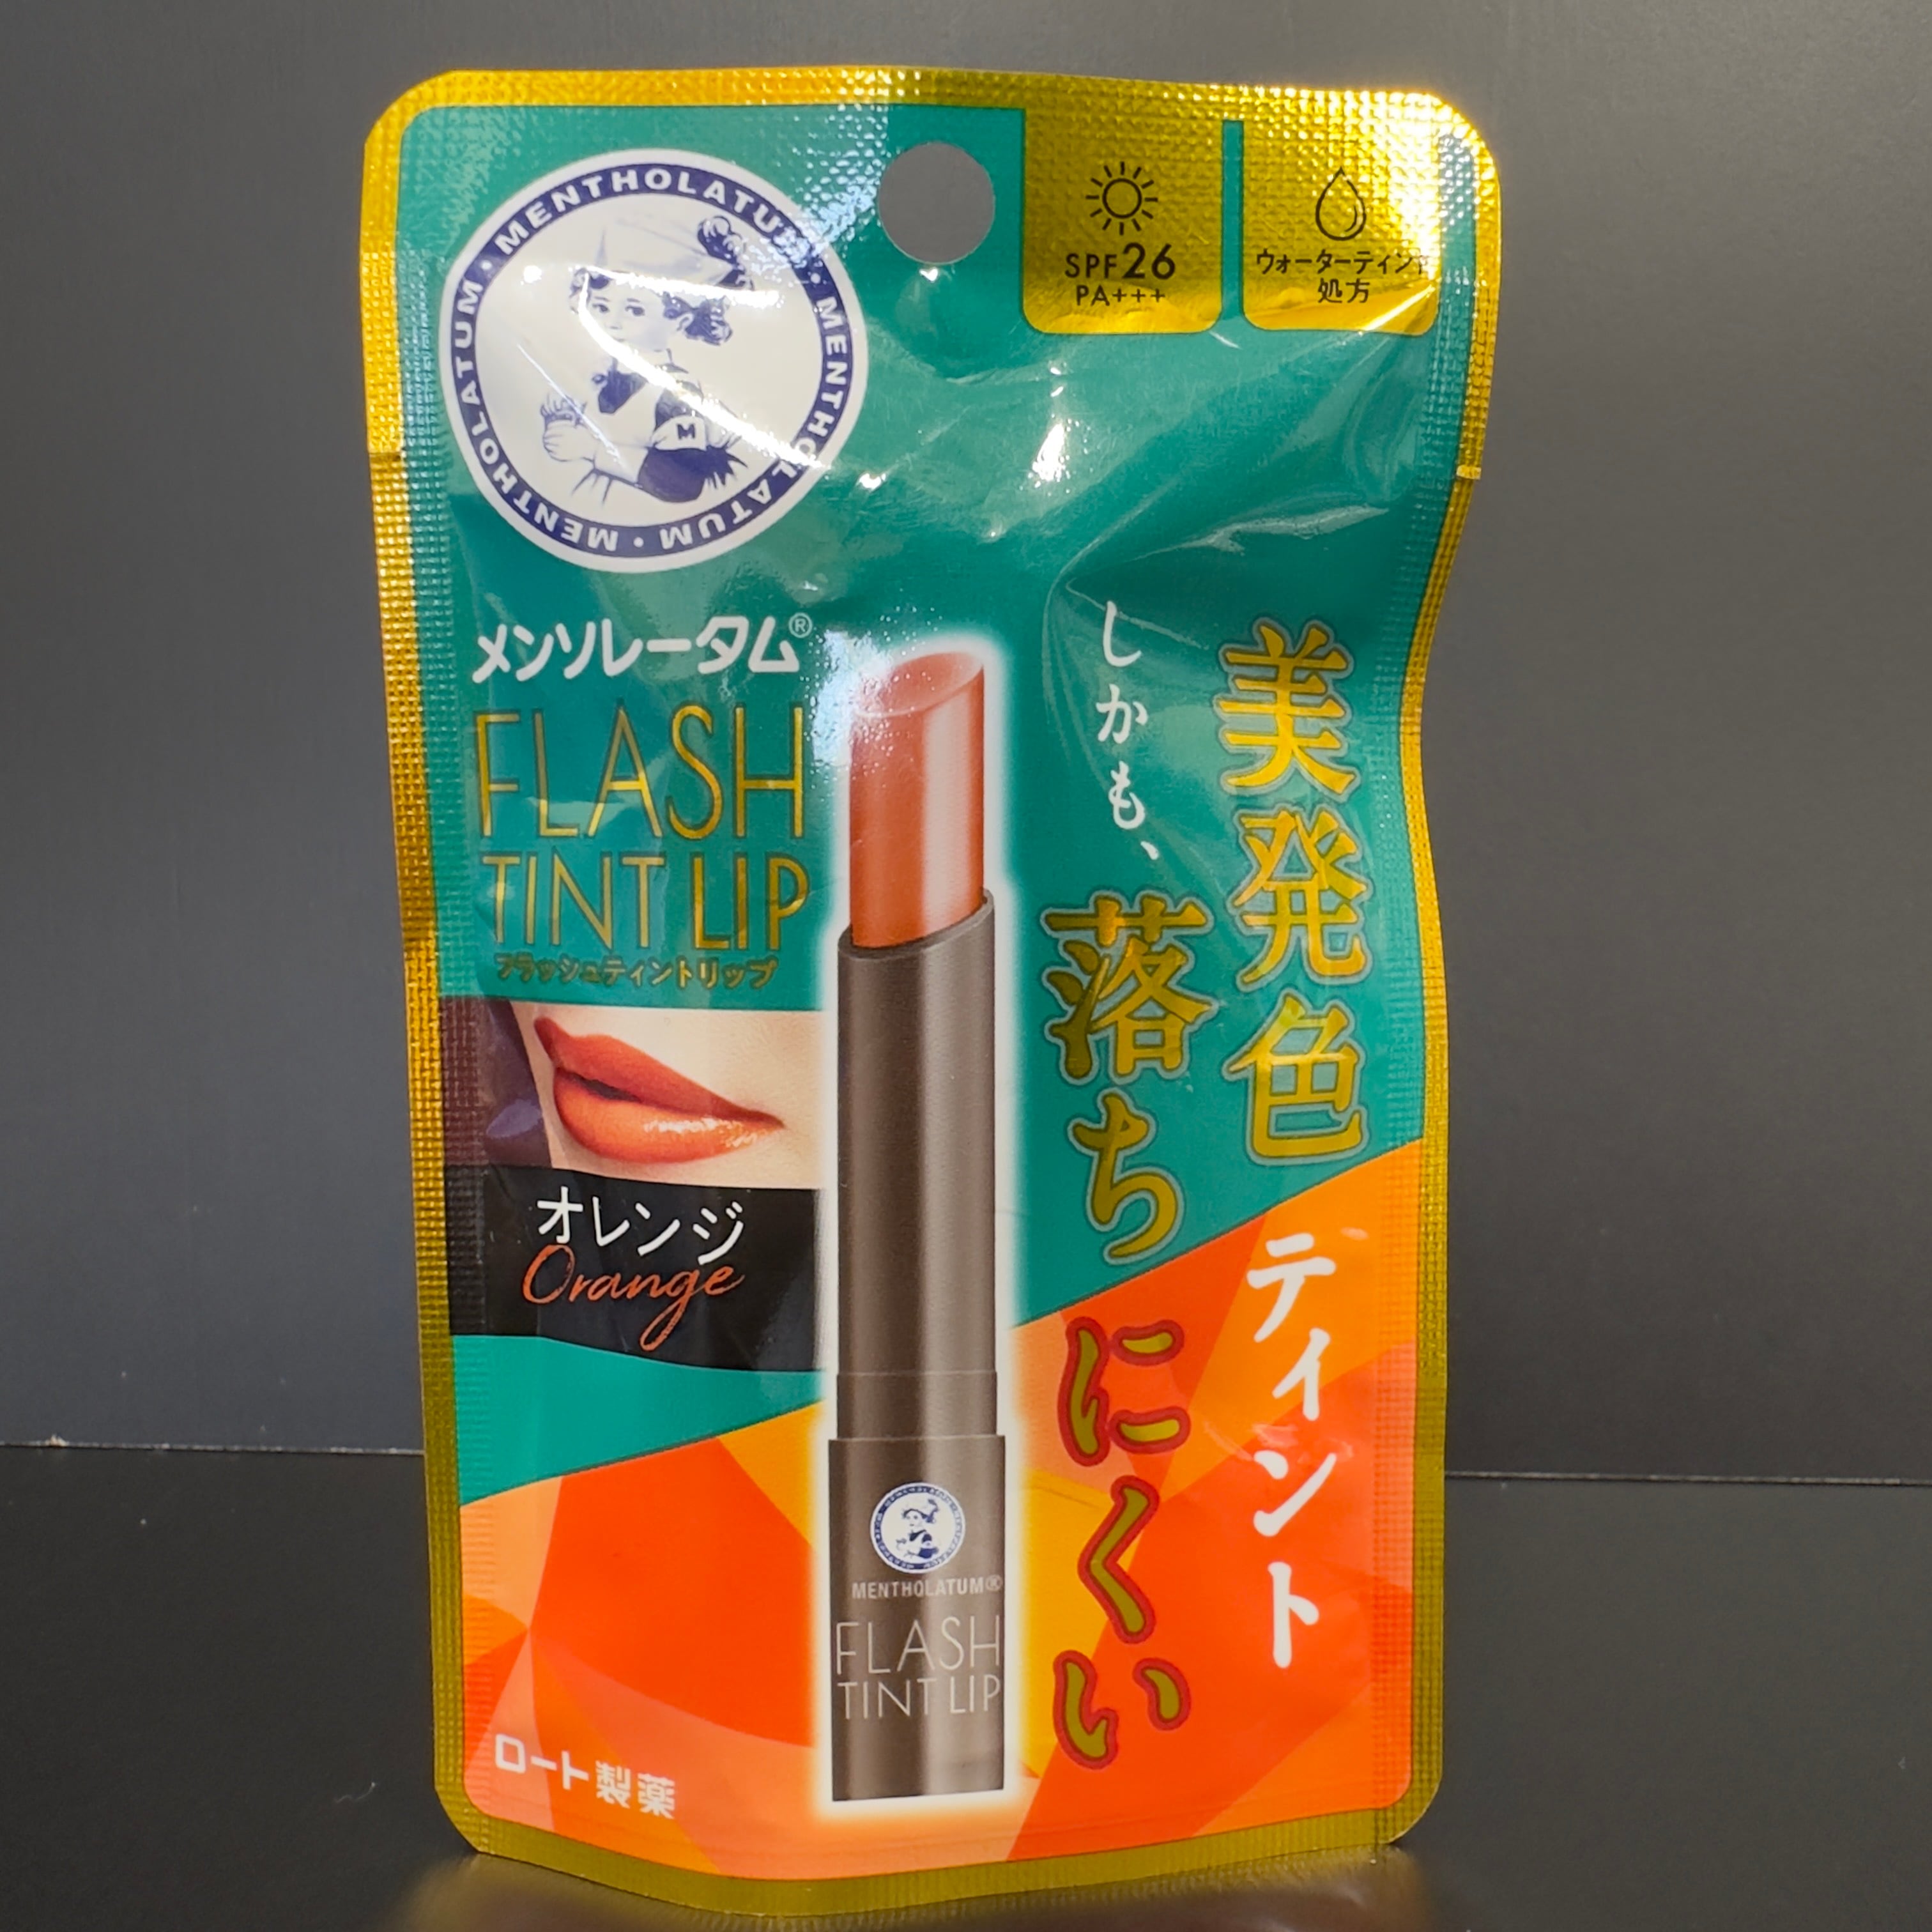 MENTHOLATUM · MENTHOLATUM · MENTHOLATUM ·
M
SPF26
PA+++
ウォーターティント
処方
メンソレータム®
FLASH
TINT LIP
フラッシュティントリップ
オレンジ
Orange
美発色ティント
しかも、落ちにくい
MENTHOLATUM®
FLASH
TINT LIP
ロート製薬